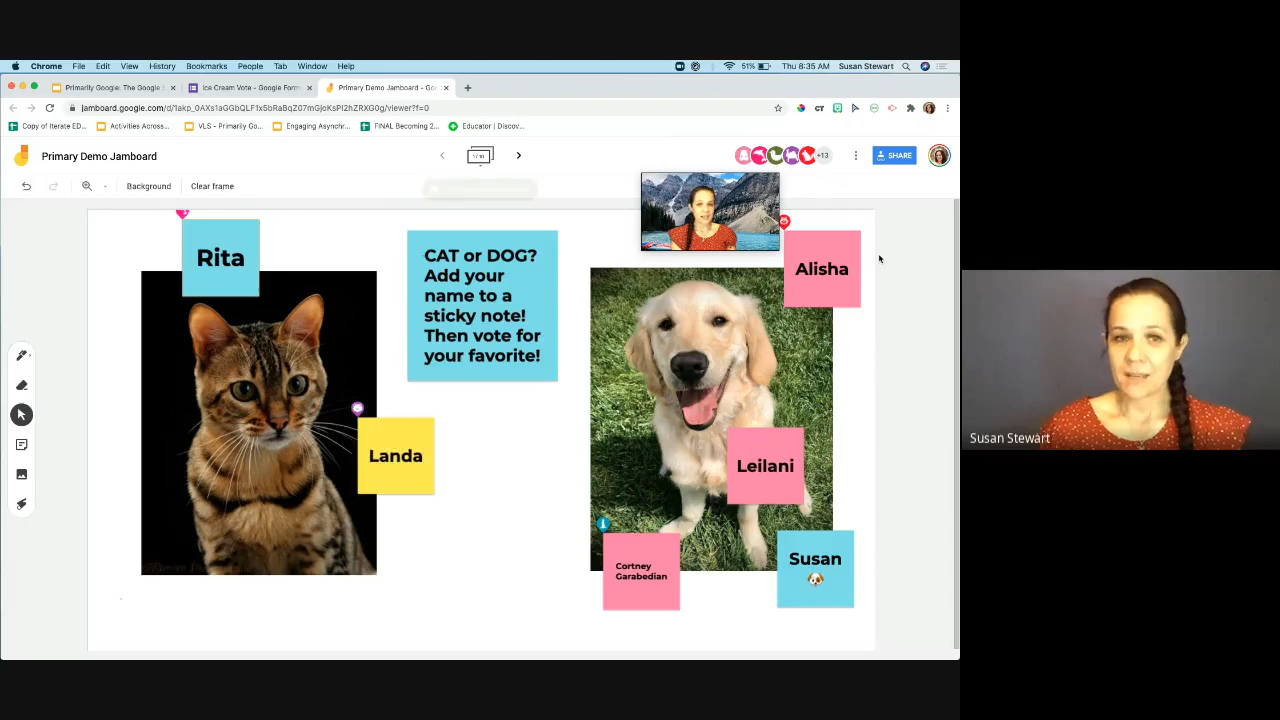 Chrome File Edit View History Bookmarks People Tab Window Help 51% Thu 8:35 AM Susan Stewart
Primarily Google: The Google Ice Cream Vote - Google Form Primary Demo Jamboard - Go
jamboard.google.com/d/1akp_0AXs1aGGbQLF1x5bRaBqZ07mGJoKsPI2hZRXG0g/viewer?f=0
Copy of Iterate ED... Activities Across... VLS - Primarily Go... Engaging Asynchr... FINAL Becoming 2... Educator | Discov...
Primary Demo Jamboard 1/10 +13 SHARE
Background Clear frame
Rita
CAT or DOG?
Add your
name to a
sticky note!
Then vote for
your favorite!
Alisha
Landa
Leilani
Cortney
Garabedian
Susan
🐶
Susan Stewart